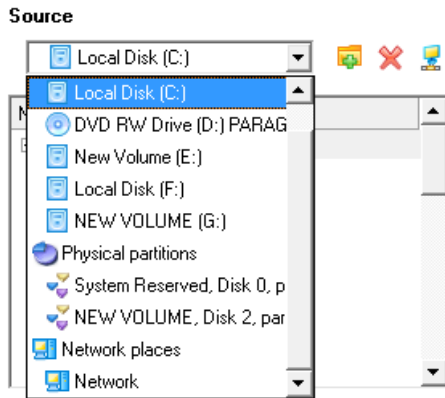 Source
Local Disk (C:)
Local Disk (C:)
DVD RW Drive (D:) PARAG
New Volume (E:)
Local Disk (F:)
NEW VOLUME (G:)
Physical partitions
System Reserved, Disk 0, p
NEW VOLUME, Disk 2, par
Network places
Network